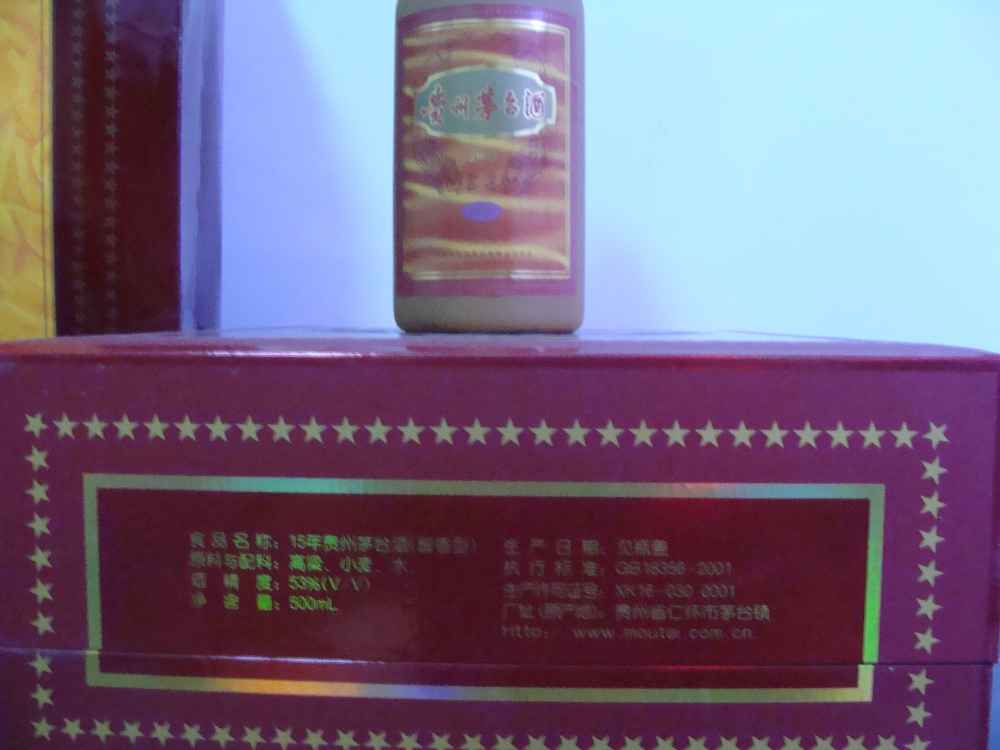 贵州茅台酒
食品名称：15年贵州茅台酒(酱香型)
原料与配料：高粱、小麦、水
酒精度：53%(V/V)
净含量：500mL
生产日期：见瓶盖
执行标准：GB18356-2001
生产许可证号：XK16-030 0001
厂址(原产地)：贵州省仁怀市茅台镇
Http: www.moutai.com.cn